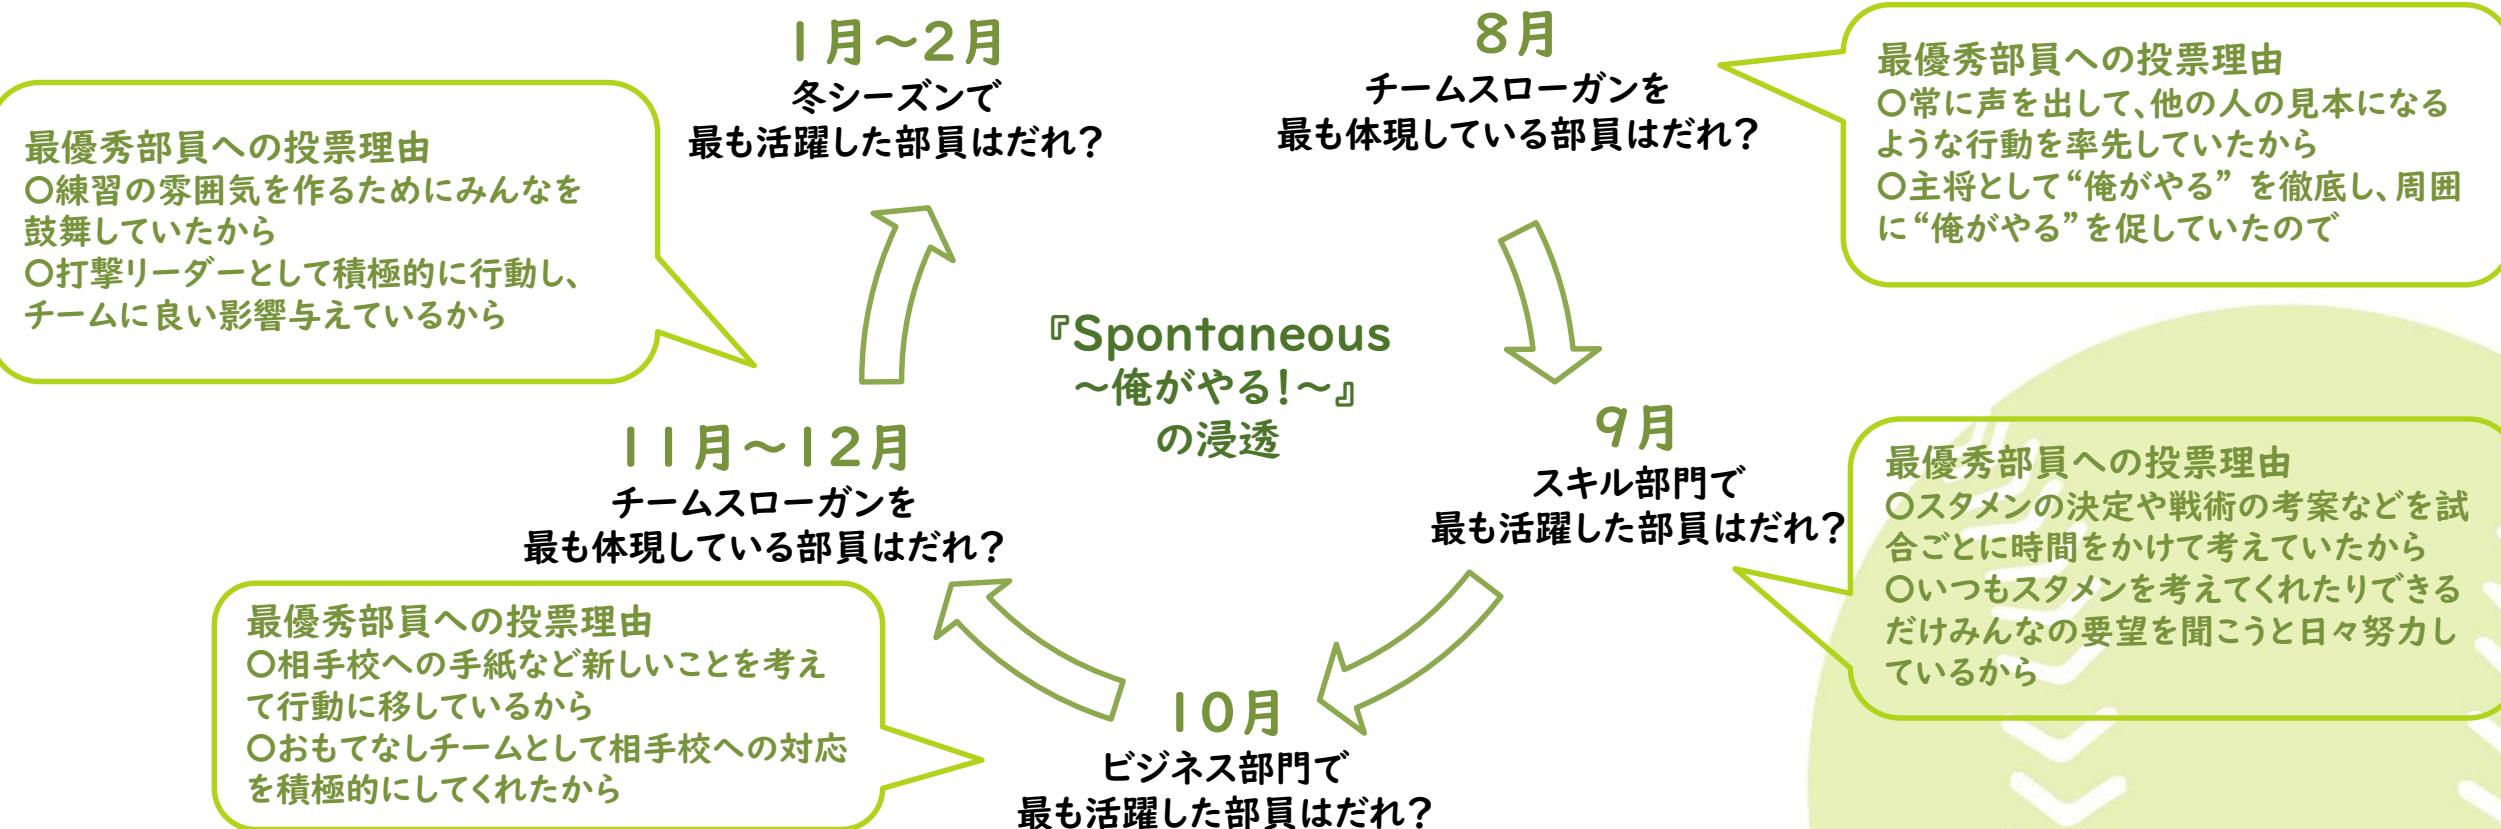 1月～2月
冬シーズンで
最も活躍した部員はだれ？
8月
チームスローガンを
最も体現している部員はだれ？
最優秀部員への投票理由
〇常に声を出して、他の人の見本になる
ような行動を率先していたから
〇主将として“俺がやる” を徹底し、周囲
に“俺がやる”を促していたので
最優秀部員への投票理由
〇練習の雰囲気を作るためにみんなを
鼓舞していたから
〇打撃リーダーとして積極的に行動し、
チームに良い影響与えているから
『Spontaneous
～俺がやる！～』
の浸透
9月
スキル部門で
最も活躍した部員はだれ？
最優秀部員への投票理由
〇スタメンの決定や戦術の考案などを試
合ごとに時間をかけて考えていたから
〇いつもスタメンを考えてくれたりできる
だけみんなの要望を聞こうと日々努力し
ているから
11月～12月
チームスローガンを
最も体現している部員はだれ？
最優秀部員への投票理由
〇相手校への手紙など新しいことを考え
て行動に移しているから
〇おもてなしチームとして相手校への対応
を積極的にしてくれたから
10月
ビジネス部門で
最も活躍した部員はだれ？